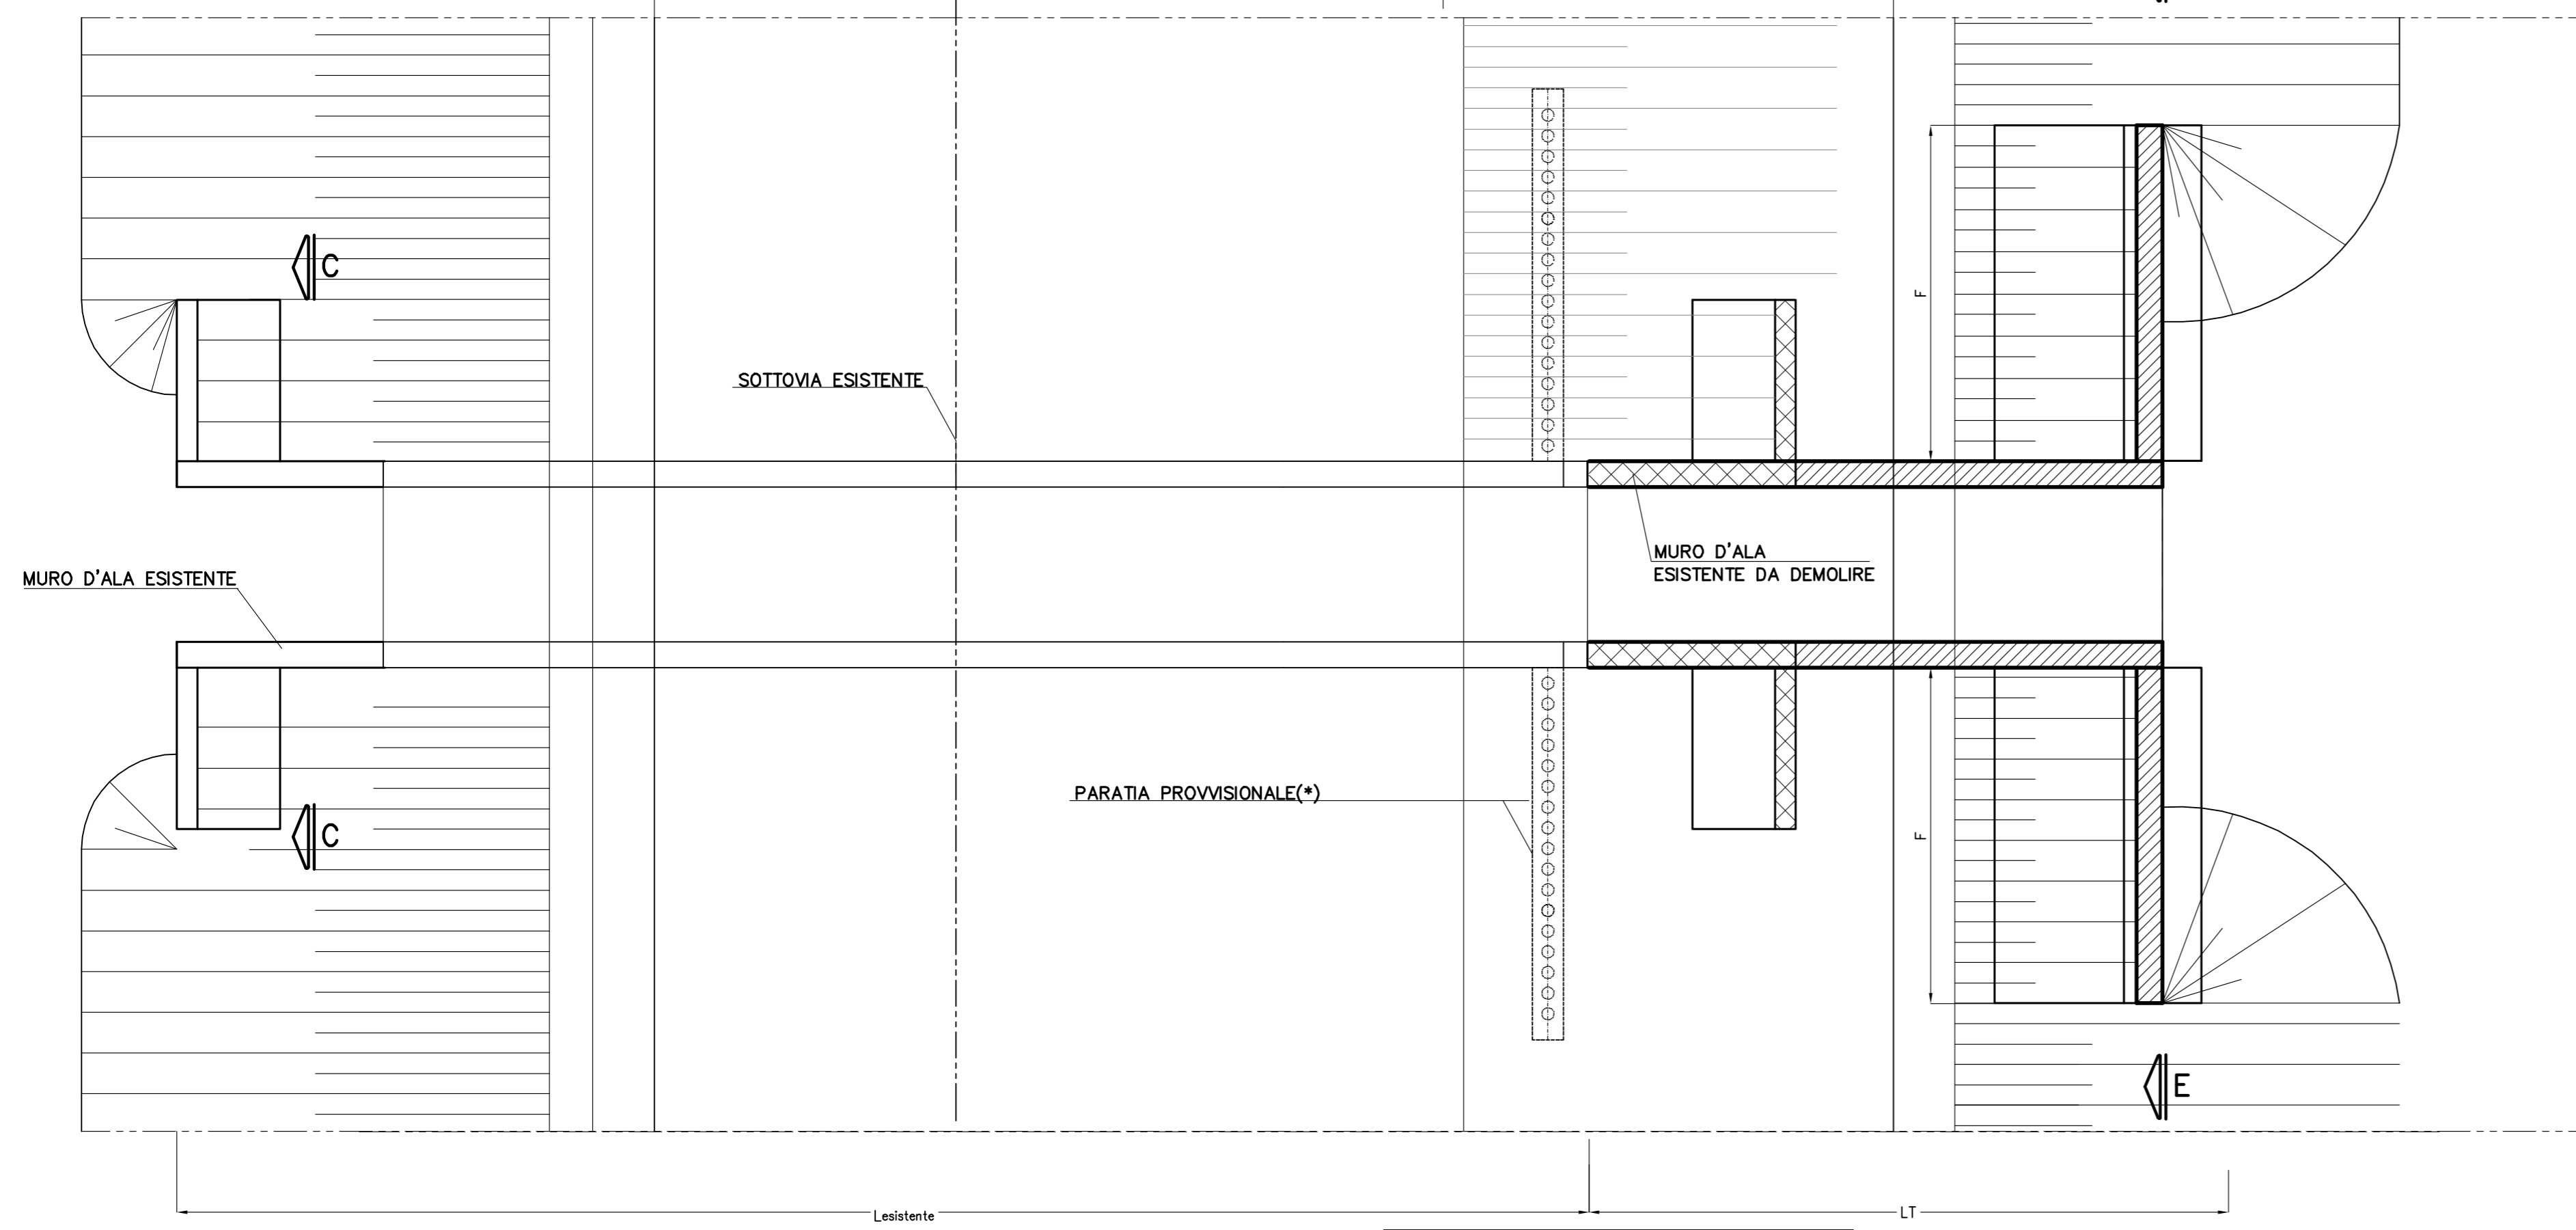 C
F
SOTTOVIA ESISTENTE
MURO D'ALA
ESISTENTE DA DEMOLIRE
MURO D'ALA ESISTENTE
PARATIA PROVVISIONALE(*)
C
F
E
Lesistente
LT